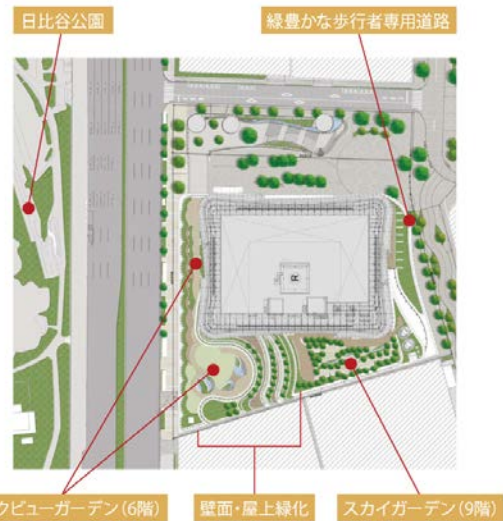 日比谷公園
緑豊かな歩行者専用道路
R
クビューガーデン(6階)
壁面・屋上緑化
スカイガーデン(9階)